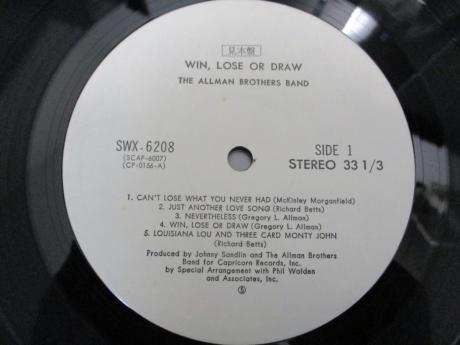 見本盤
WIN, LOSE OR DRAW
THE ALLMAN BROTHERS BAND
SWX-6208
(SCAP-6007)
(CP-0156-A)
SIDE 1
STEREO 33 1/3
1. CAN'T LOSE WHAT YOU NEVER HAD (McKinley Morganfield)
2. JUST ANOTHER LOVE SONG (Richard Betts)
3. NEVERTHELESS (Gregory L. Allman)
4. WIN, LOSE OR DRAW (Gregory L. Allman)
5. LOUISIANA LOU AND THREE CARD MONTY JOHN
(Richard Betts)
Produced by Johnny Sandlin and The Allman Brothers
Band for Capricorn Records, Inc.
by Special Arrangement with Phil Walden
and Associates, Inc.